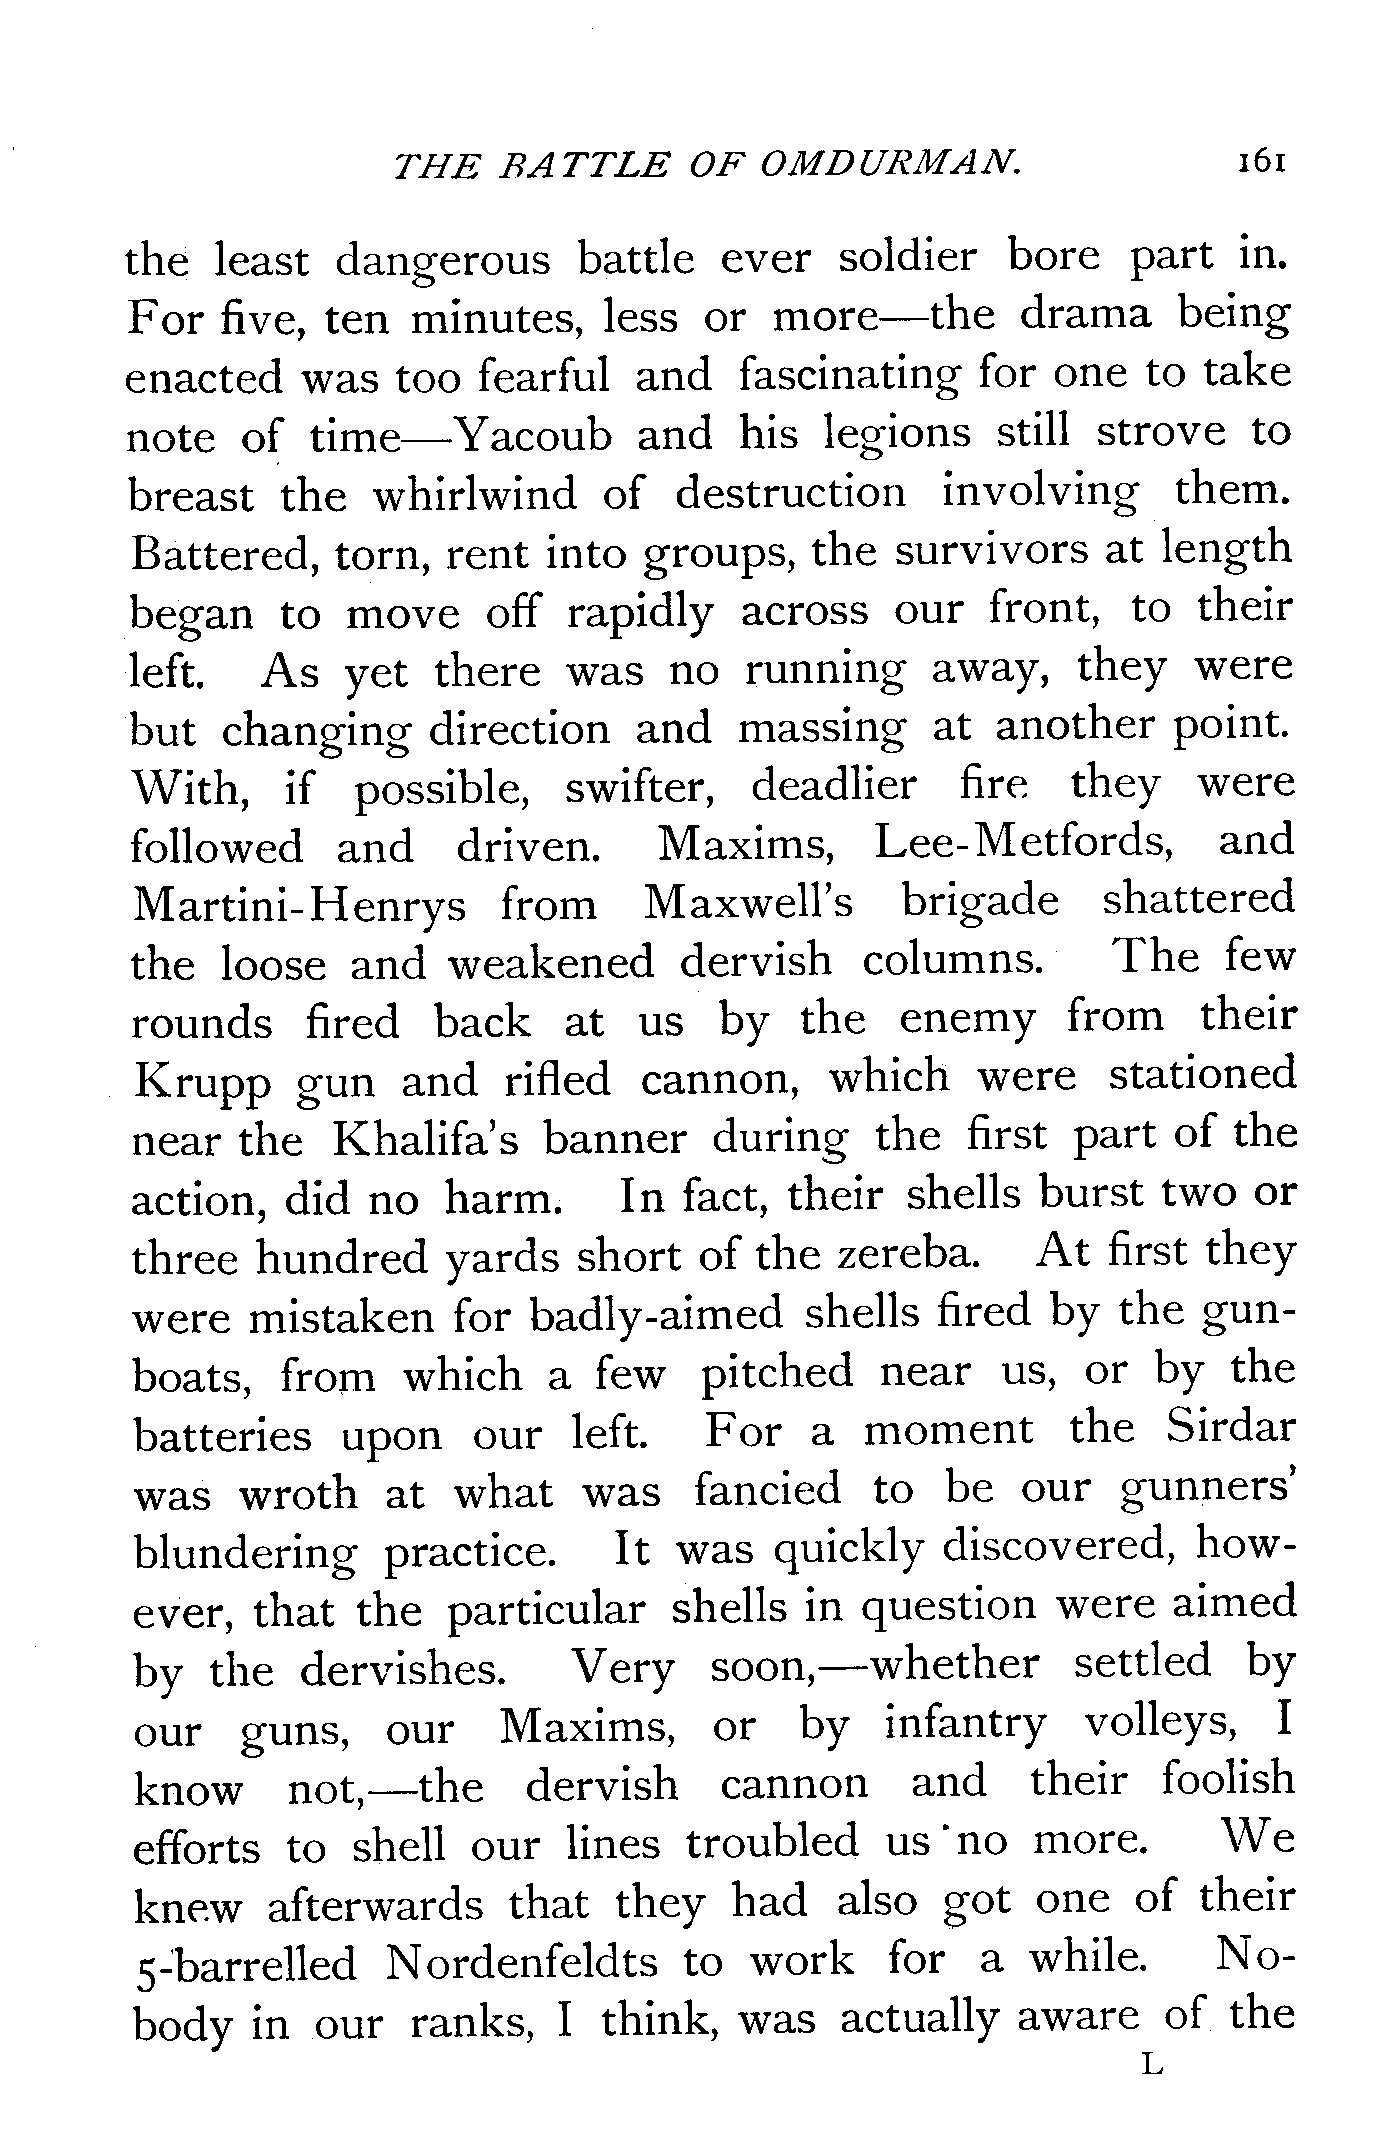 THE BATTLE OF OMDURMAN. 161
the least dangerous battle ever soldier bore part in.
For five, ten minutes, less or more—the drama being
enacted was too fearful and fascinating for one to take
note of time—Yacoub and his legions still strove to
breast the whirlwind of destruction involving them.
Battered, torn, rent into groups, the survivors at length
began to move off rapidly across our front, to their
left. As yet there was no running away, they were
but changing direction and massing at another point.
With, if possible, swifter, deadlier fire they were
followed and driven. Maxims, Lee-Metfords, and
Martini-Henrys from Maxwell's brigade shattered
the loose and weakened dervish columns. The few
rounds fired back at us by the enemy from their
Krupp gun and rifled cannon, which were stationed
near the Khalifa's banner during the first part of the
action, did no harm. In fact, their shells burst two or
three hundred yards short of the zereba. At first they
were mistaken for badly-aimed shells fired by the gun-
boats, from which a few pitched near us, or by the
batteries upon our left. For a moment the Sirdar
was wroth at what was fancied to be our gunners'
blundering practice. It was quickly discovered, how-
ever, that the particular shells in question were aimed
by the dervishes. Very soon,—whether settled by
our guns, our Maxims, or by infantry volleys, I
know not,—the dervish cannon and their foolish
efforts to shell our lines troubled us no more. We
knew afterwards that they had also got one of their
5-barrelled Nordenfeldts to work for a while. No-
body in our ranks, I think, was actually aware of the
L